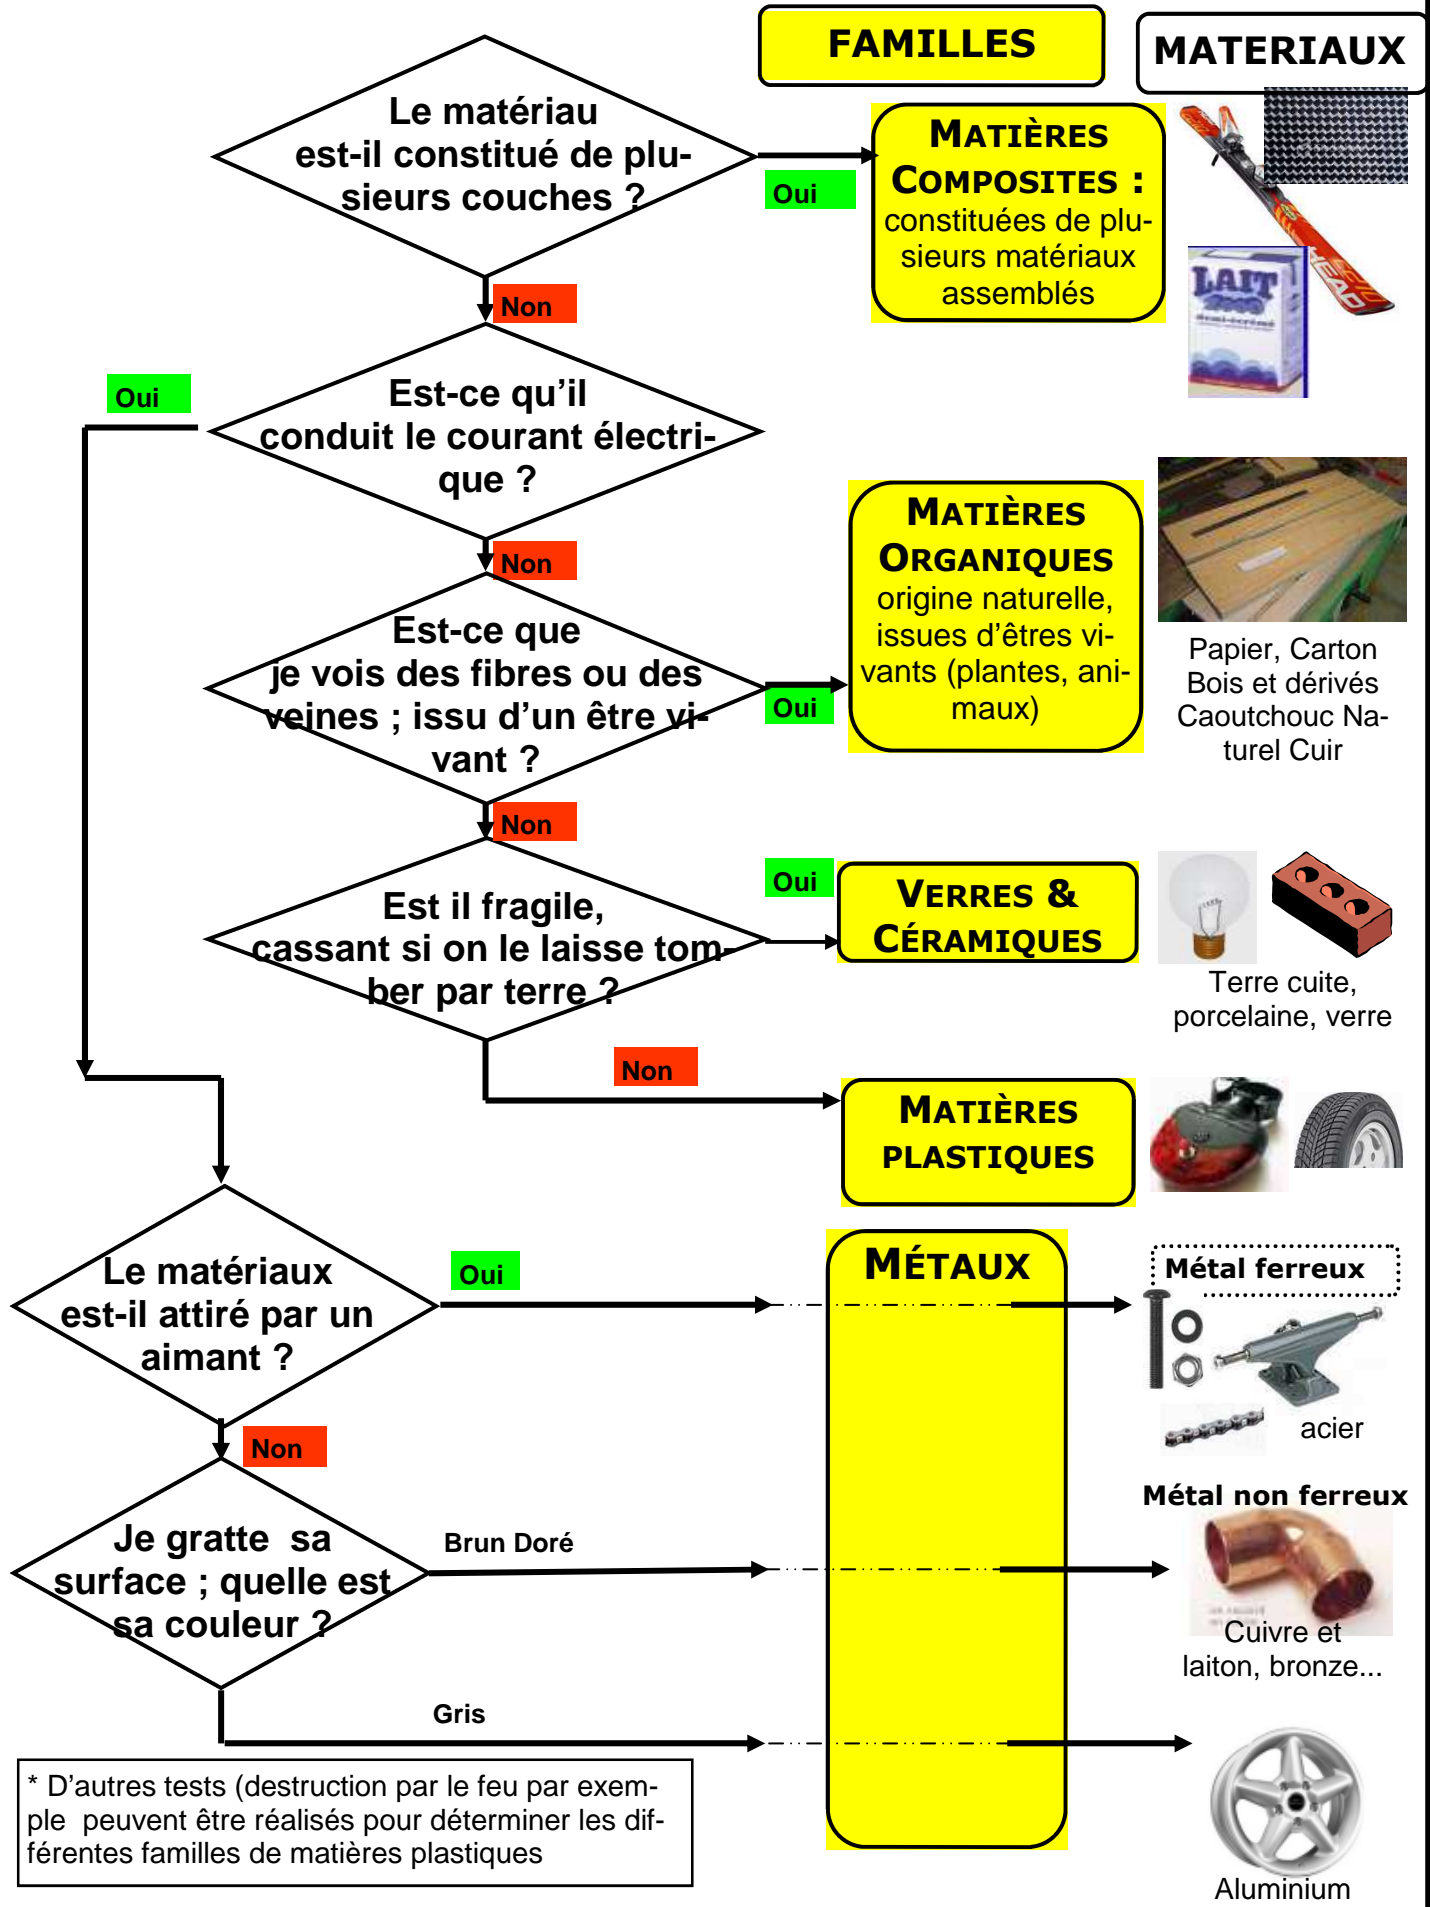 FAMILLES
MATERIAUX
Le matériau
est-il constitué de plu-
sieurs couches ?
Oui
MATIÈRES
COMPOSITES :
constituées de plu-
sieurs matériaux
assemblés
HEAD
LAIT
demi-écrémé
Non
Est-ce qu’il
conduit le courant électri-
que ?
Oui
Non
Est-ce que
je vois des fibres ou des
veines ; issu d’un être vi-
vant ?
Oui
MATIÈRES
ORGANIQUES
origine naturelle,
issues d’êtres vi-
vants (plantes, ani-
maux)
Papier, Carton
Bois et dérivés
Caoutchouc Na-
turel Cuir
Non
Est il fragile,
cassant si on le laisse tom-
ber par terre ?
Oui
VERRES &
CÉRAMIQUES
Terre cuite,
porcelaine, verre
Non
MATIÈRES
PLASTIQUES
Le matériaux
est-il attiré par un
aimant ?
Oui
MÉTAUX
Métal ferreux
acier
Non
Je gratte  sa
surface ; quelle est
sa couleur ?
Brun Doré
Métal non ferreux
Cuivre et
laiton, bronze...
Gris
Aluminium
* D’autres tests (destruction par le feu par exem-
ple  peuvent être réalisés pour déterminer les dif-
férentes familles de matières plastiques